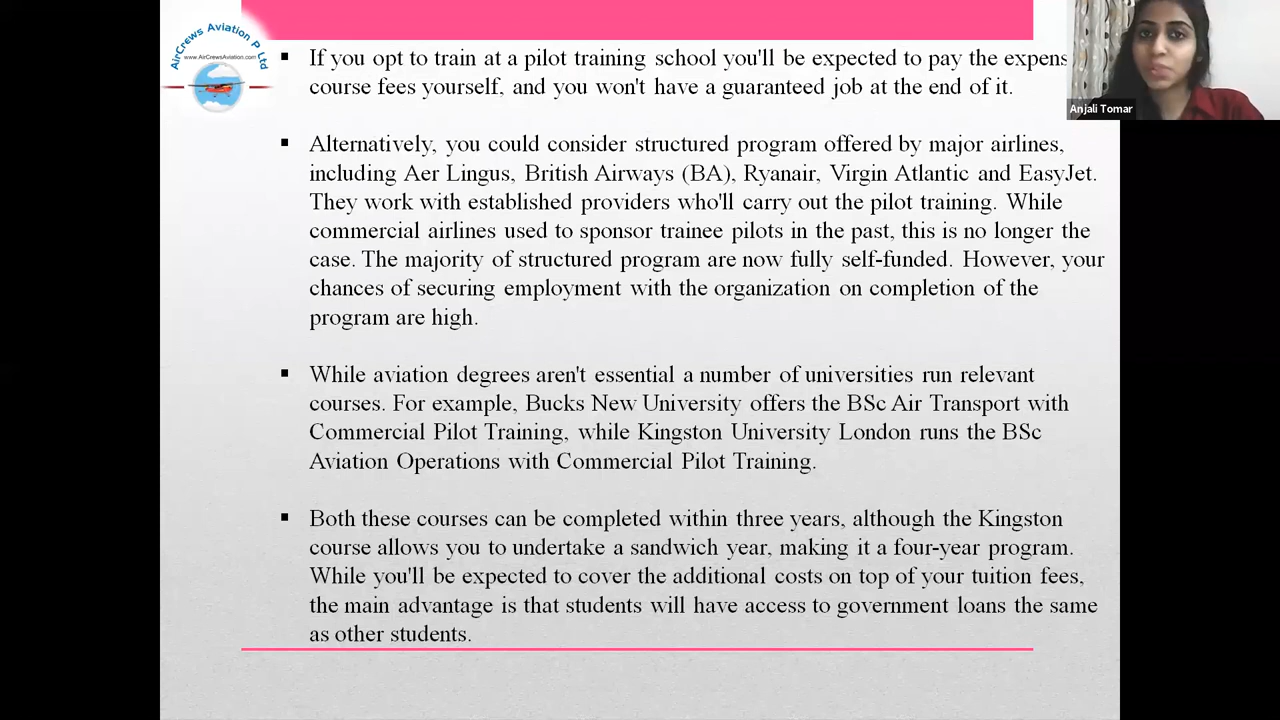 AirCrews Aviation P Ltd
www.AirCrewsAviation.com
Anjali Tomar
▪ If you opt to train at a pilot training school you'll be expected to pay the
course fees yourself, and you won't have a guaranteed job at the end of it.
▪ Alternatively, you could consider structured program offered by major airlines,
including Aer Lingus, British Airways (BA), Ryanair, Virgin Atlantic and EasyJet.
They work with established providers who'll carry out the pilot training. While
commercial airlines used to sponsor trainee pilots in the past, this is no longer the
case. The majority of structured program are now fully self-funded. However, your
chances of securing employment with the organization on completion of the
program are high.
▪ While aviation degrees aren't essential a number of universities run relevant
courses. For example, Bucks New University offers the BSc Air Transport with
Commercial Pilot Training, while Kingston University London runs the BSc
Aviation Operations with Commercial Pilot Training.
▪ Both these courses can be completed within three years, although the Kingston
course allows you to undertake a sandwich year, making it a four-year program.
While you'll be expected to cover the additional costs on top of your tuition fees,
the main advantage is that students will have access to government loans the same
as other students.